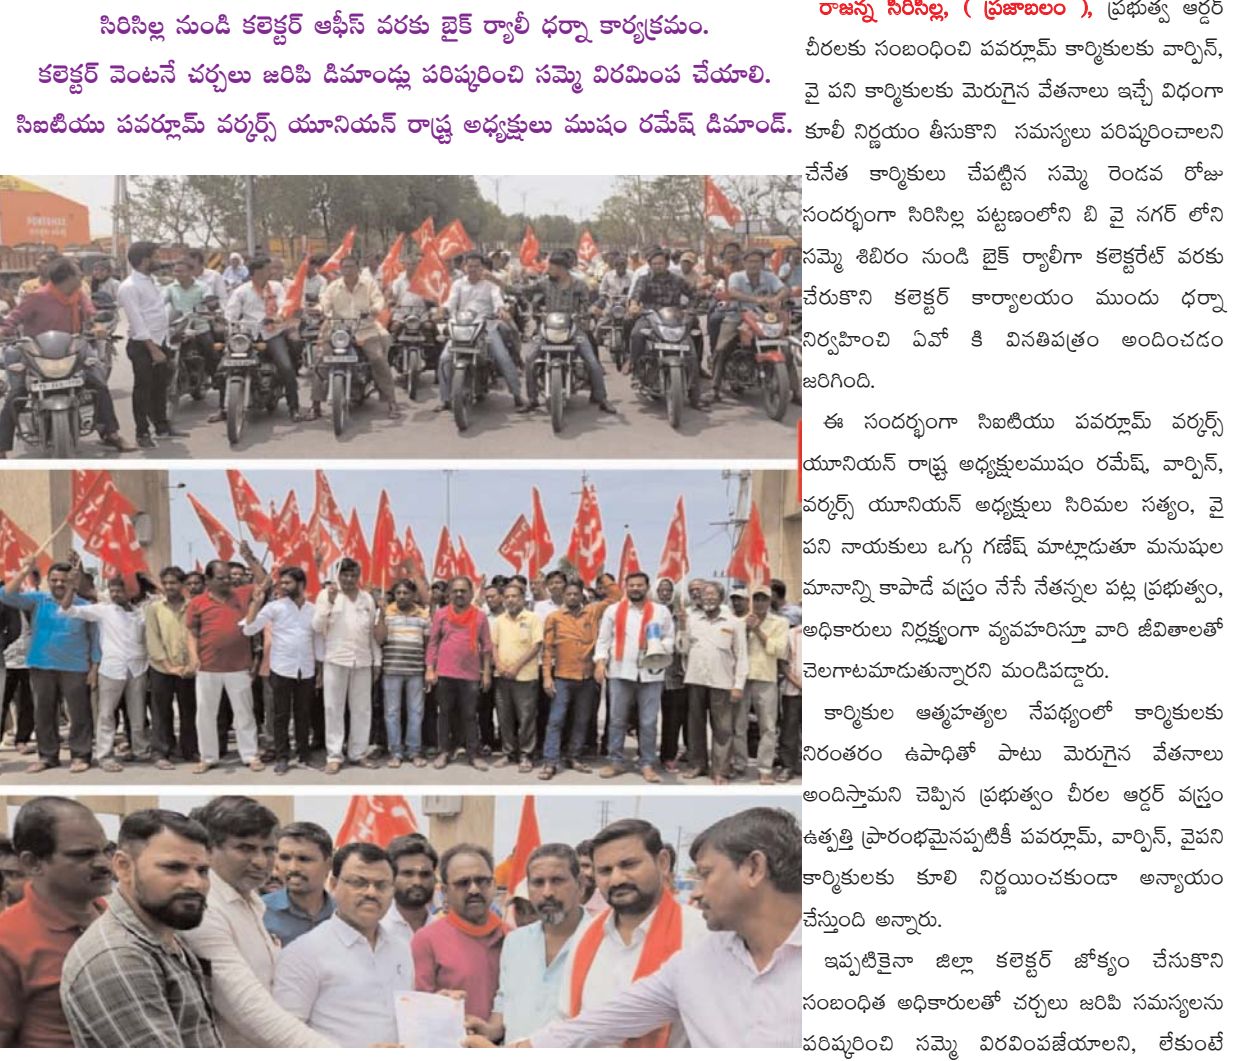 సిరిసిల్ల నుండి కలెక్టర్ ఆఫీస్ వరకు బైక్ ర్యాలీ ధర్నా కార్యక్రమం.
కలెక్టర్ వెంటనే చర్చలు జరిపి డిమాండ్లు పరిష్కరించి సమ్మె విరమింప చేయాలి.
సిఐటియు పవర్లూమ్ వర్కర్స్ యూనియన్ రాష్ట్ర అధ్యక్షులు ముషం రమేష్ డిమాండ్.
రాజన్న సిరిసిల్ల, ( ప్రజాబలం ), ప్రభుత్వ ఆర్డర్
చీరలకు సంబంధించి పవర్లూమ్ కార్మికులకు వార్పిన్,
వై పని కార్మికులకు మెరుగైన వేతనాలు ఇచ్చే విధంగా
కూలీ నిర్ణయం తీసుకొని సమస్యలు పరిష్కరించాలని
చేనేత కార్మికులు చేపట్టిన సమ్మె రెండవ రోజు
సందర్భంగా సిరిసిల్ల పట్టణంలోని బి వై నగర్ లోని
సమ్మె శిబిరం నుండి బైక్ ర్యాలీగా కలెక్టరేట్ వరకు
చేరుకొని కలెక్టర్ కార్యాలయం ముందు ధర్నా
నిర్వహించి ఏవో కి వినతిపత్రం అందించడం
జరిగింది.
ఈ సందర్భంగా సిఐటియు పవర్లూమ్ వర్కర్స్
యూనియన్ రాష్ట్ర అధ్యక్షులముషం రమేష్, వార్పిన్,
వర్కర్స్ యూనియన్ అధ్యక్షులు సిరిమల సత్యం, వై
పని నాయకులు ఒగ్గు గణేష్ మాట్లాడుతూ మనుషుల
మానాన్ని కాపాడే వస్త్రం నేసే నేతన్నల పట్ల ప్రభుత్వం,
అధికారులు నిర్లక్ష్యంగా వ్యవహరిస్తూ వారి జీవితాలతో
చెలగాటమాడుతున్నారని మండిపడ్డారు.
కార్మికుల ఆత్మహత్యల నేపథ్యంలో కార్మికులకు
నిరంతరం ఉపాధితో పాటు మెరుగైన వేతనాలు
అందిస్తామని చెప్పిన ప్రభుత్వం చీరల ఆర్డర్ వస్త్రం
ఉత్పత్తి ప్రారంభమైనప్పటికీ పవర్లూమ్, వార్పిన్, వైపని
కార్మికులకు కూలి నిర్ణయించకుండా అన్యాయం
చేస్తుంది అన్నారు.
ఇప్పటికైనా జిల్లా కలెక్టర్ జోక్యం చేసుకొని
సంబంధిత అధికారులతో చర్చలు జరిపి సమస్యలను
పరిష్కరించి సమ్మె విరవింపజేయాలని, లేకుంటే